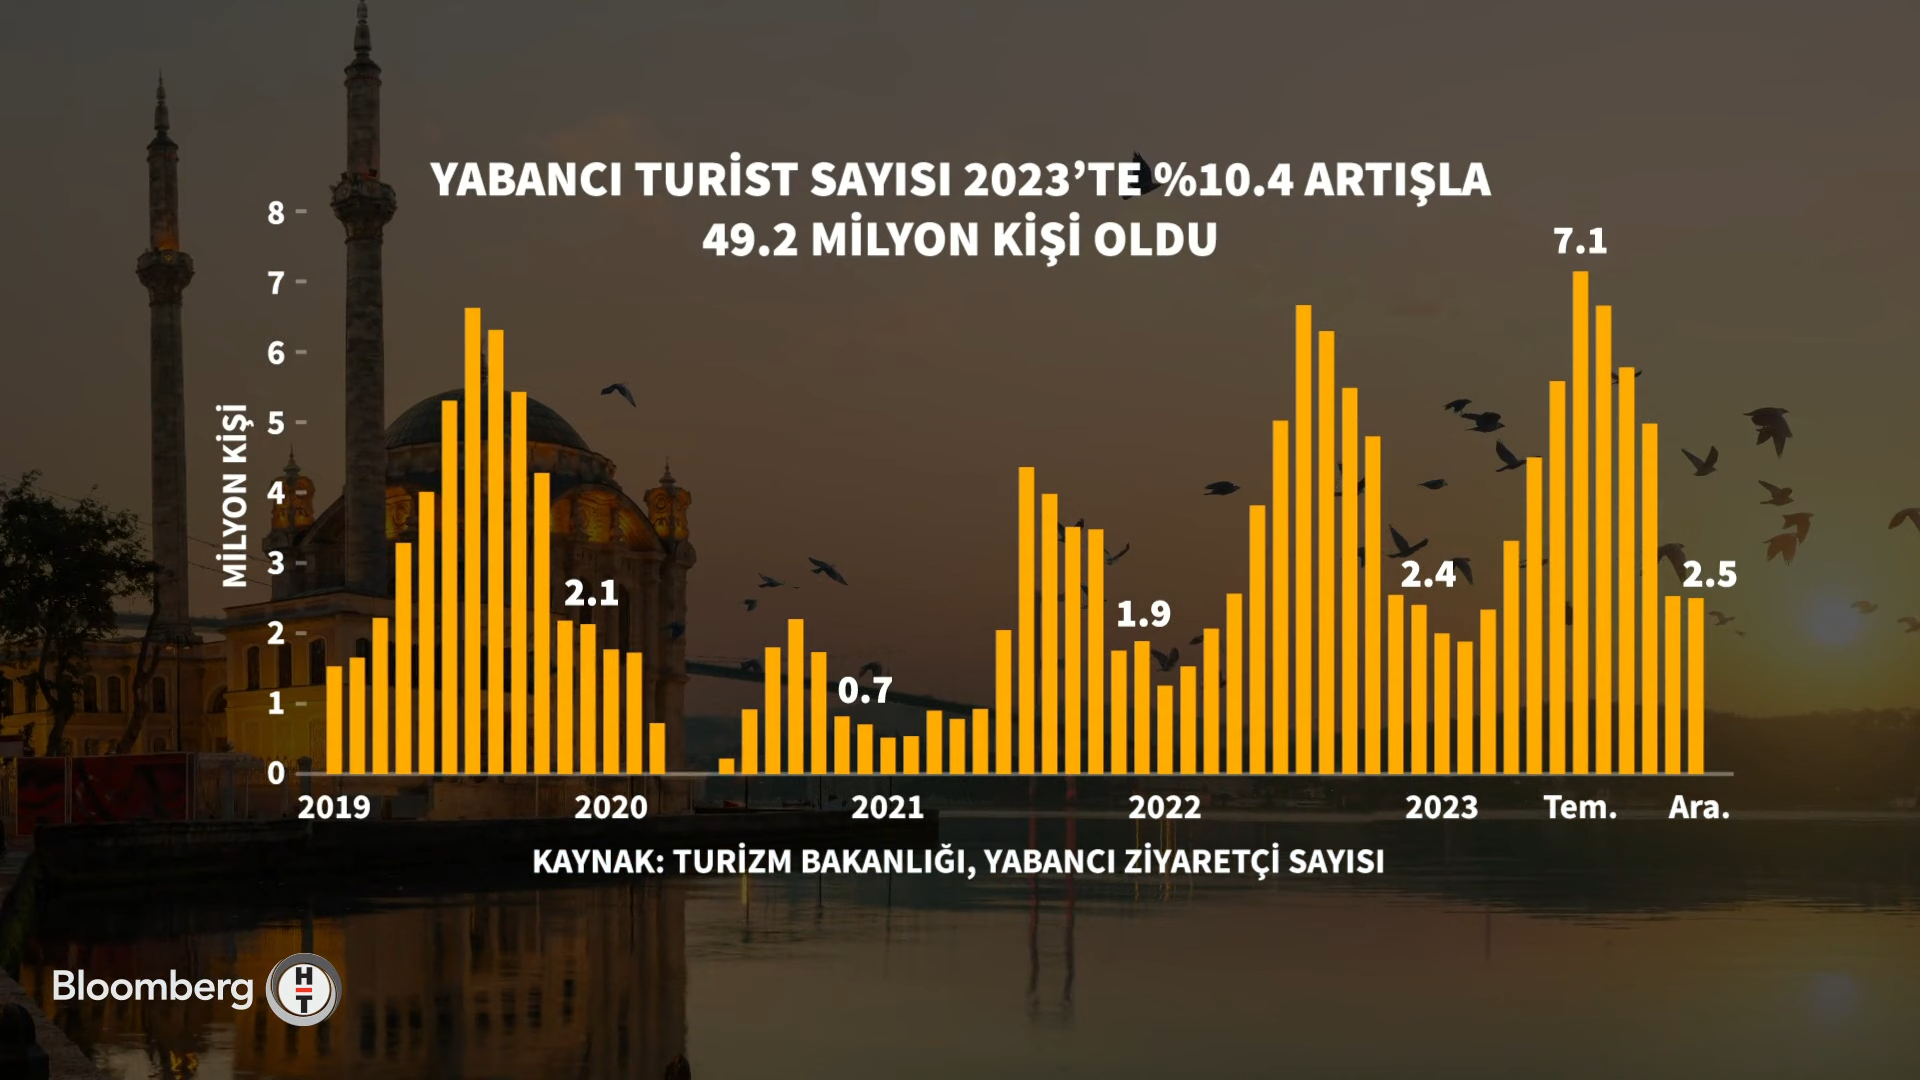 YABANCI TURİST SAYISI 2023’TE %10.4 ARTIŞLA
49.2 MİLYON KİŞİ OLDU
MİLYON KİŞİ
8
7
6
5
4
3
2
1
0
2.1
0.7
1.9
2.4
7.1
2.5
2019 2020 2021 2022 2023 Tem. Ara.
KAYNAK: TURİZM BAKANLIĞI, YABANCI ZİYARETÇİ SAYISI
Bloomberg HT